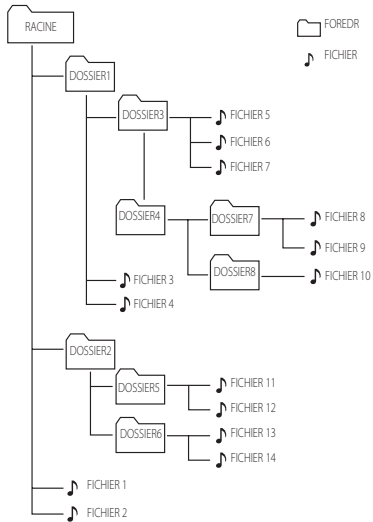 RACINE
FOREDR
FICHIER
DOSSIER1
DOSSIER3
FICHIER 5
FICHIER 6
FICHIER 7
DOSSIER4
DOSSIER7
FICHIER 8
FICHIER 9
DOSSIER8
FICHIER 10
FICHIER 3
FICHIER 4
DOSSIER2
DOSSIER5
FICHIER 11
FICHIER 12
DOSSIER6
FICHIER 13
FICHIER 14
FICHIER 1
FICHIER 2